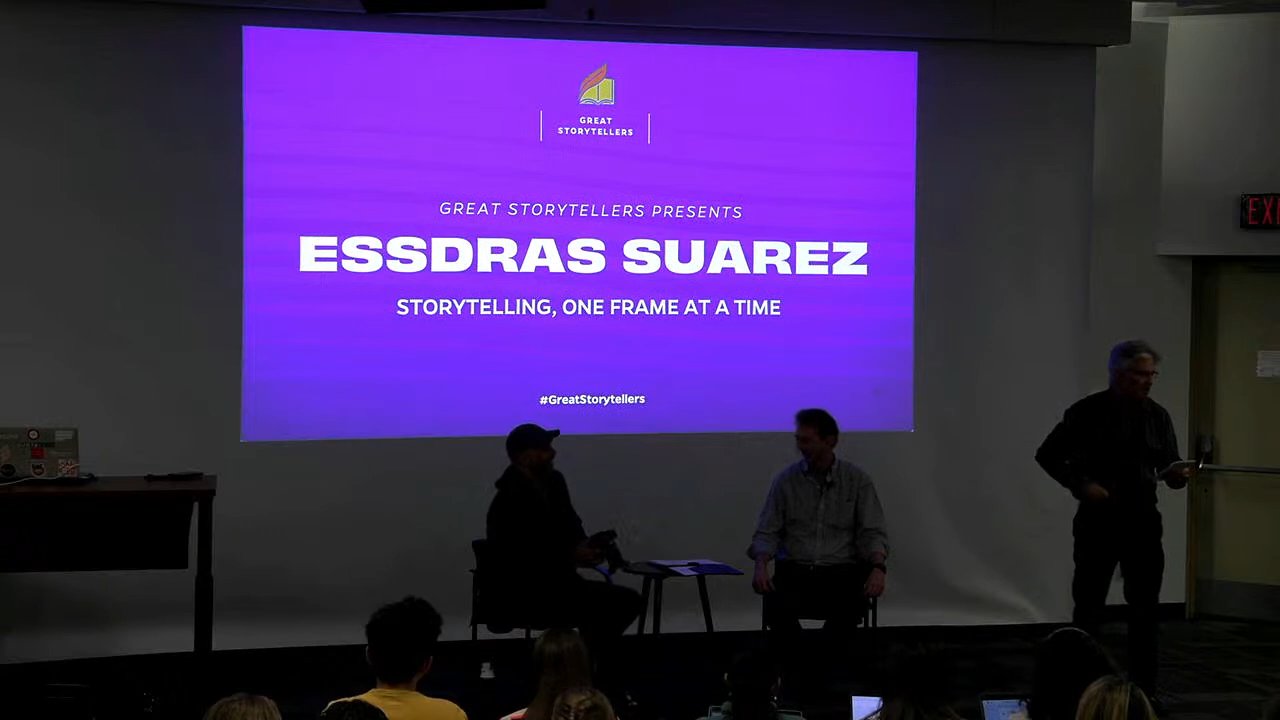 GREAT
STORYTELLERS
GREAT STORYTELLERS PRESENTS
ESSDRAS SUAREZ
STORYTELLING, ONE FRAME AT A TIME
#GreatStorytellers